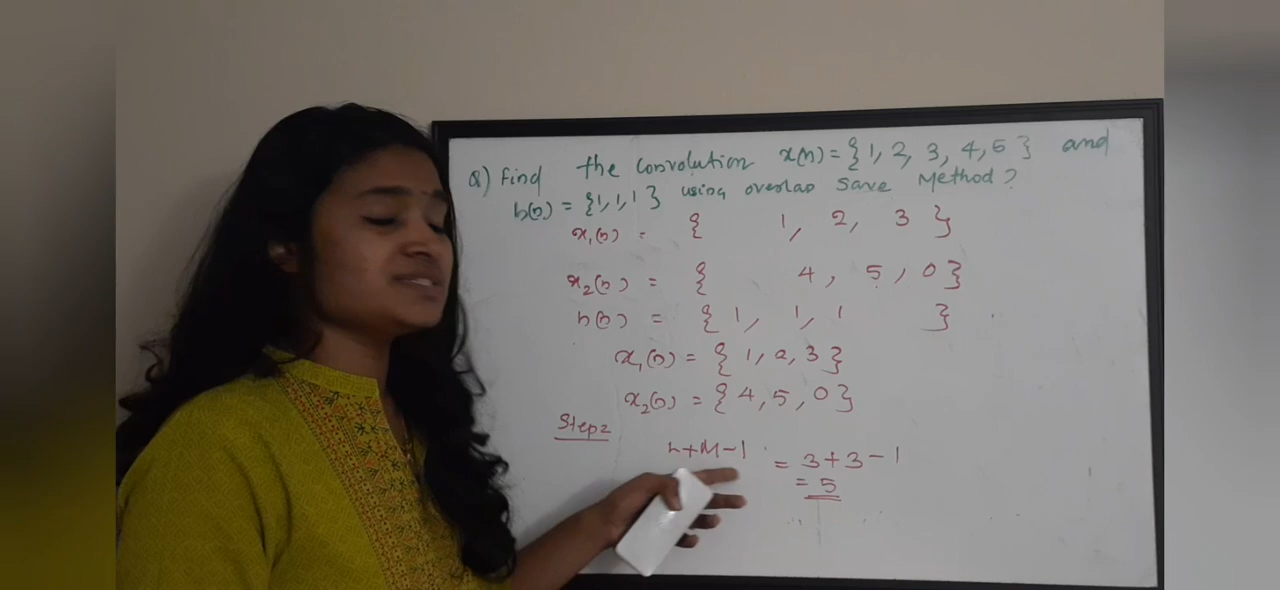 Q) Find the Convolution x(n) = {1, 2, 3, 4, 5} and
h(n) = {1, 1, 1} using overlap save Method?
x₁(n) = { 1, 2, 3 }
x₂(n) = { 4, 5, 0 }
h(n) = { 1, 1, 1 }
x₁(n) = { 1, 2, 3 }
x₂(n) = { 4, 5, 0 }
Step2
L+M-1 = 3+3-1
= 5